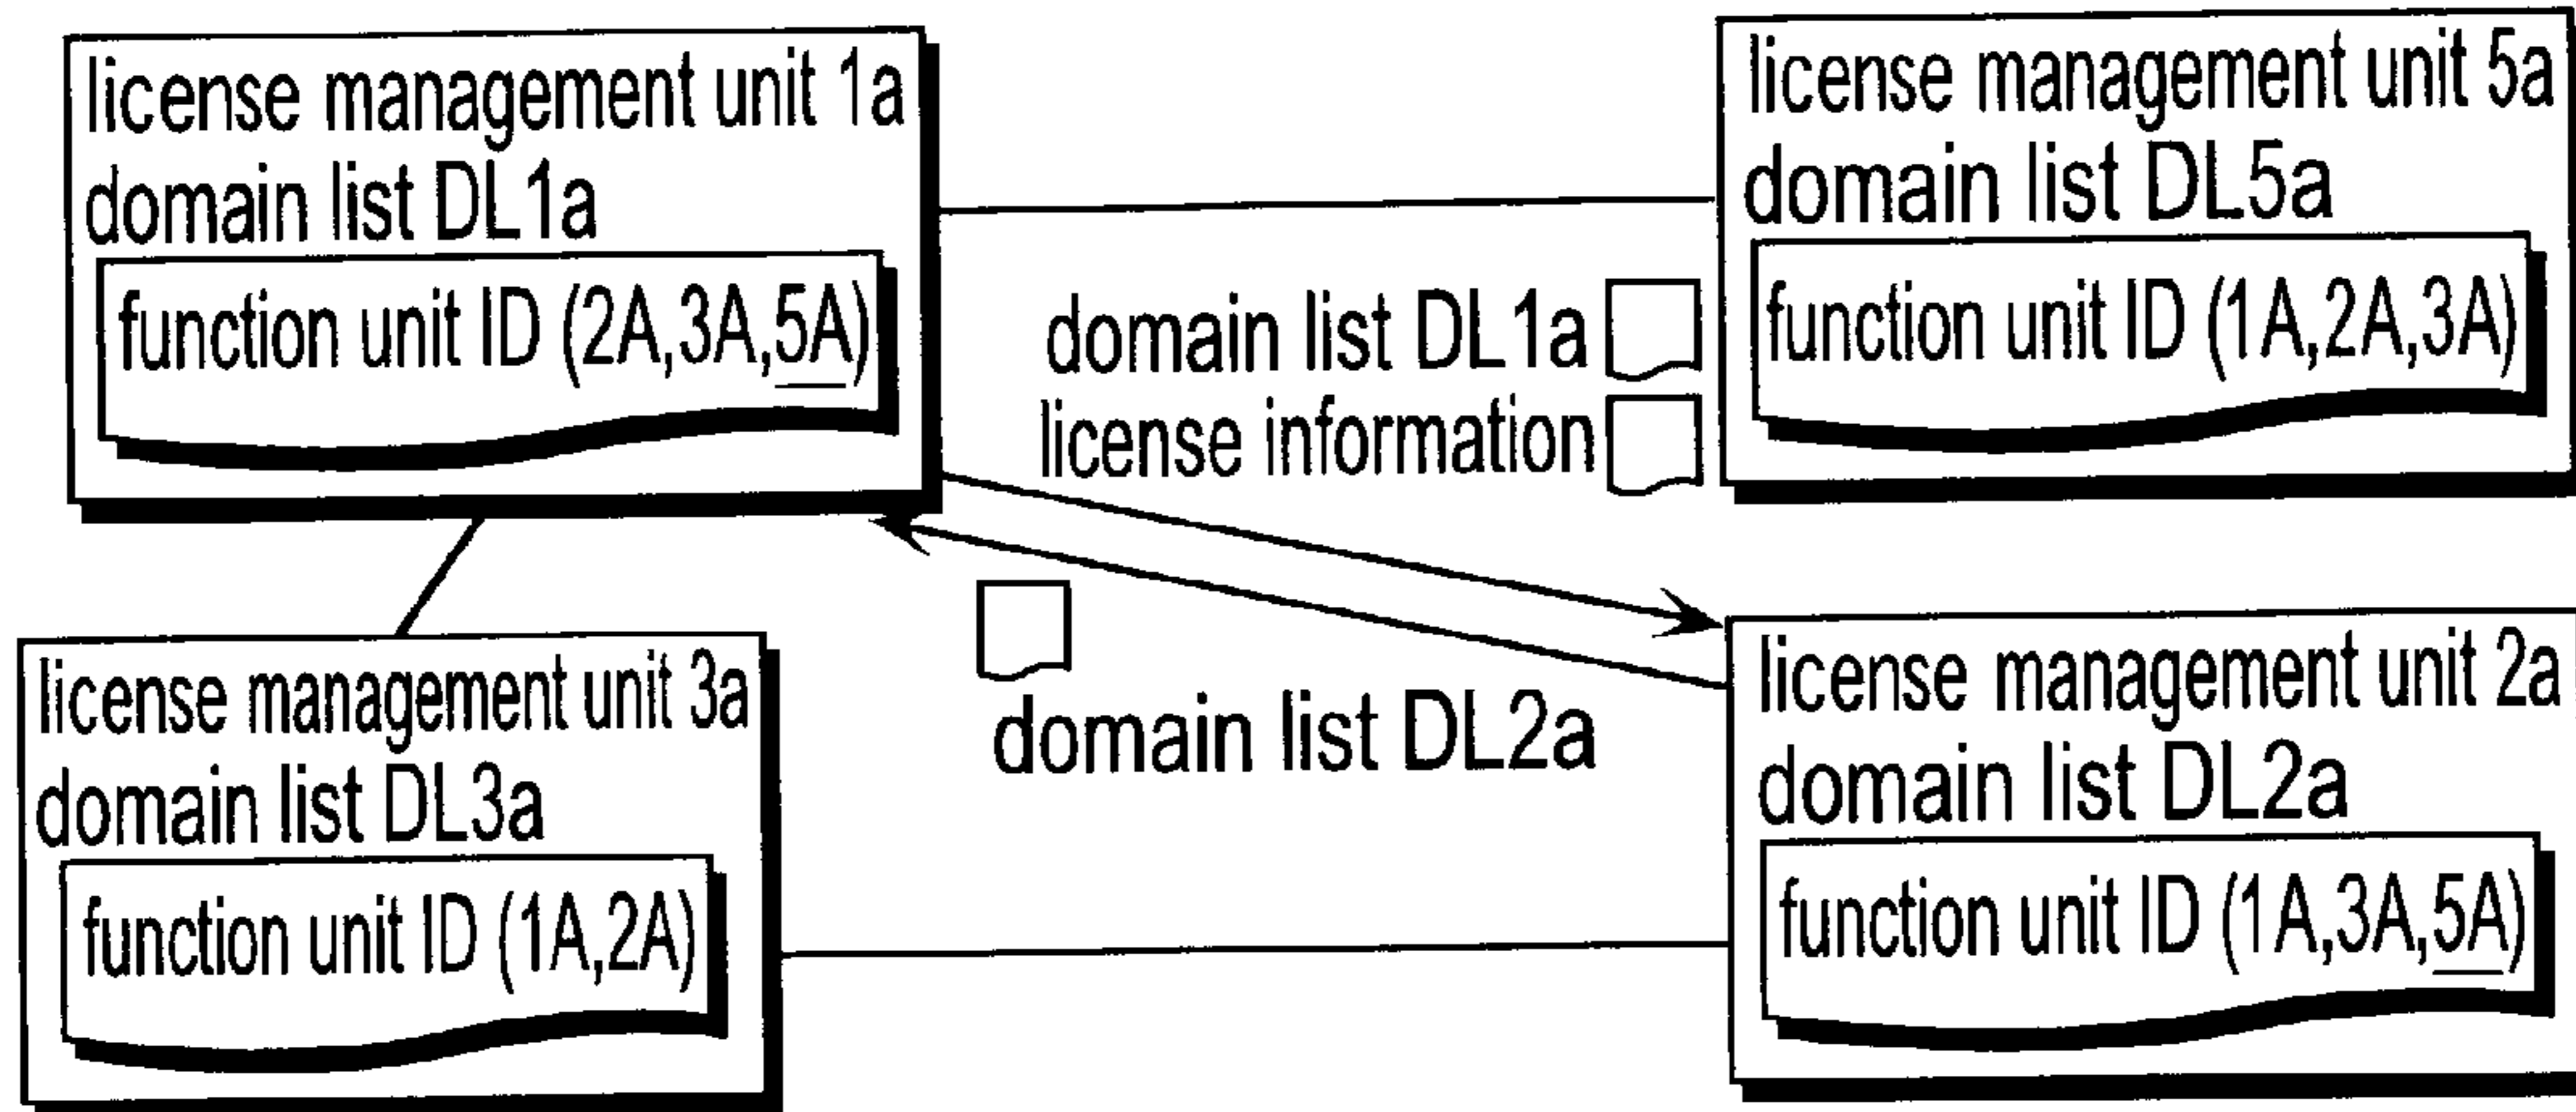 license management unit 1a
domain list DL1a
function unit ID (2A,3A,5A)
license management unit 5a
domain list DL5a
function unit ID (1A,2A,3A)
domain list DL1a
license information
domain list DL2a
license management unit 3a
domain list DL3a
function unit ID (1A,2A)
license management unit 2a
domain list DL2a
function unit ID (1A,3A,5A)